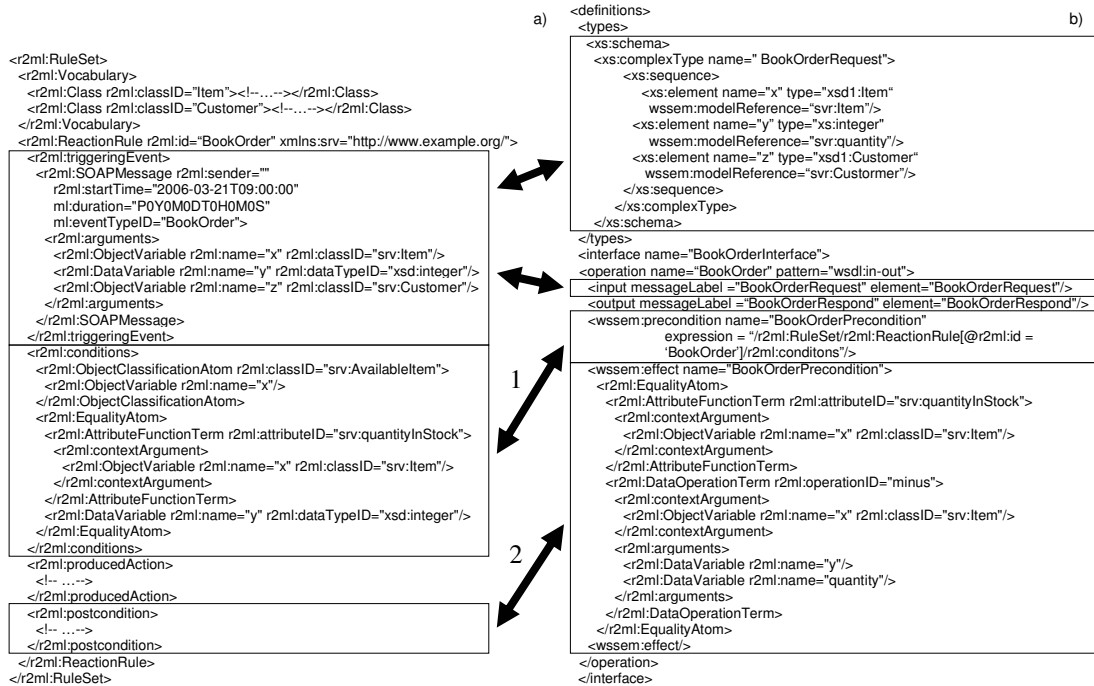 a)
<r2ml:RuleSet>
<r2ml:Vocabulary>
<r2ml:Class r2ml:classID="Item"><!--…--></r2ml:Class>
<r2ml:Class r2ml:classID="Customer"><!--…--></r2ml:Class>
</r2ml:Vocabulary>
<r2ml:ReactionRule r2ml:id=“BookOrder" xmlns:srv="http://www.example.org/">
<r2ml:triggeringEvent>
<r2ml:SOAPMessage r2ml:sender=""
r2ml:startTime="2006-03-21T09:00:00"
ml:duration="P0Y0M0DT0H0M0S"
ml:eventTypeID="BookOrder">
<r2ml:arguments>
<r2ml:ObjectVariable r2ml:name="x" r2ml:classID="srv:Item"/>
<r2ml:DataVariable r2ml:name="y" r2ml:dataTypeID="xsd:integer"/>
<r2ml:ObjectVariable r2ml:name="z" r2ml:classID="srv:Customer"/>
</r2ml:arguments>
</r2ml:SOAPMessage>
</r2ml:triggeringEvent>
<r2ml:conditions>
<r2ml:ObjectClassificationAtom r2ml:classID="srv:AvailableItem">
<r2ml:ObjectVariable r2ml:name="x"/>
</r2ml:ObjectClassificationAtom>
<r2ml:EqualityAtom>
<r2ml:AttributeFunctionTerm r2ml:attributeID="srv:quantityInStock">
<r2ml:contextArgument>
<r2ml:ObjectVariable r2ml:name="x" r2ml:classID="srv:Item"/>
</r2ml:contextArgument>
</r2ml:AttributeFunctionTerm>
<r2ml:DataVariable r2ml:name="y" r2ml:dataTypeID="xsd:integer"/>
</r2ml:EqualityAtom>
</r2ml:conditions>
<r2ml:producedAction>
<!-- …-->
</r2ml:producedAction>
<r2ml:postcondition>
<!-- …-->
</r2ml:postcondition>
</r2ml:ReactionRule>
</r2ml:RuleSet>
1
2
b)
<definitions>
<types>
<xs:schema>
<xs:complexType name=" BookOrderRequest">
<xs:sequence>
<xs:element name="x" type="xsd1:Item“
wssem:modelReference=“svr:Item"/>
<xs:element name="y” type="xs:integer"
wssem:modelReference=“svr:quantity"/>
<xs:element name="z" type="xsd1:Customer“
wssem:modelReference=“svr:Custormer"/>
</xs:sequence>
</xs:complexType>
</xs:schema>
</types>
<interface name="BookOrderInterface">
<operation name=“BookOrder" pattern="wsdl:in-out">
<input messageLabel =“BookOrderRequest" element="BookOrderRequest"/>
<output messageLabel =“BookOrderRespond" element="BookOrderRespond"/>
<wssem:precondition name="BookOrderPrecondition"
expression = “/r2ml:RuleSet/r2ml:ReactionRule[@r2ml:id =
‘BookOrder’]/r2ml:conditons”/>
<wssem:effect name="BookOrderPrecondition">
<r2ml:EqualityAtom>
<r2ml:AttributeFunctionTerm r2ml:attributeID="srv:quantityInStock">
<r2ml:contextArgument>
<r2ml:ObjectVariable r2ml:name="x" r2ml:classID="srv:Item"/>
</r2ml:contextArgument>
</r2ml:AttributeFunctionTerm>
<r2ml:DataOperationTerm r2ml:operationID="minus">
<r2ml:contextArgument>
<r2ml:ObjectVariable r2ml:name="x" r2ml:classID="srv:Item"/>
</r2ml:contextArgument>
<r2ml:arguments>
<r2ml:DataVariable r2ml:name="y"/>
<r2ml:DataVariable r2ml:name="quantity"/>
</r2ml:arguments>
</r2ml:DataOperationTerm>
</r2ml:EqualityAtom>
<wssem:effect/>
</operation>
</interface>